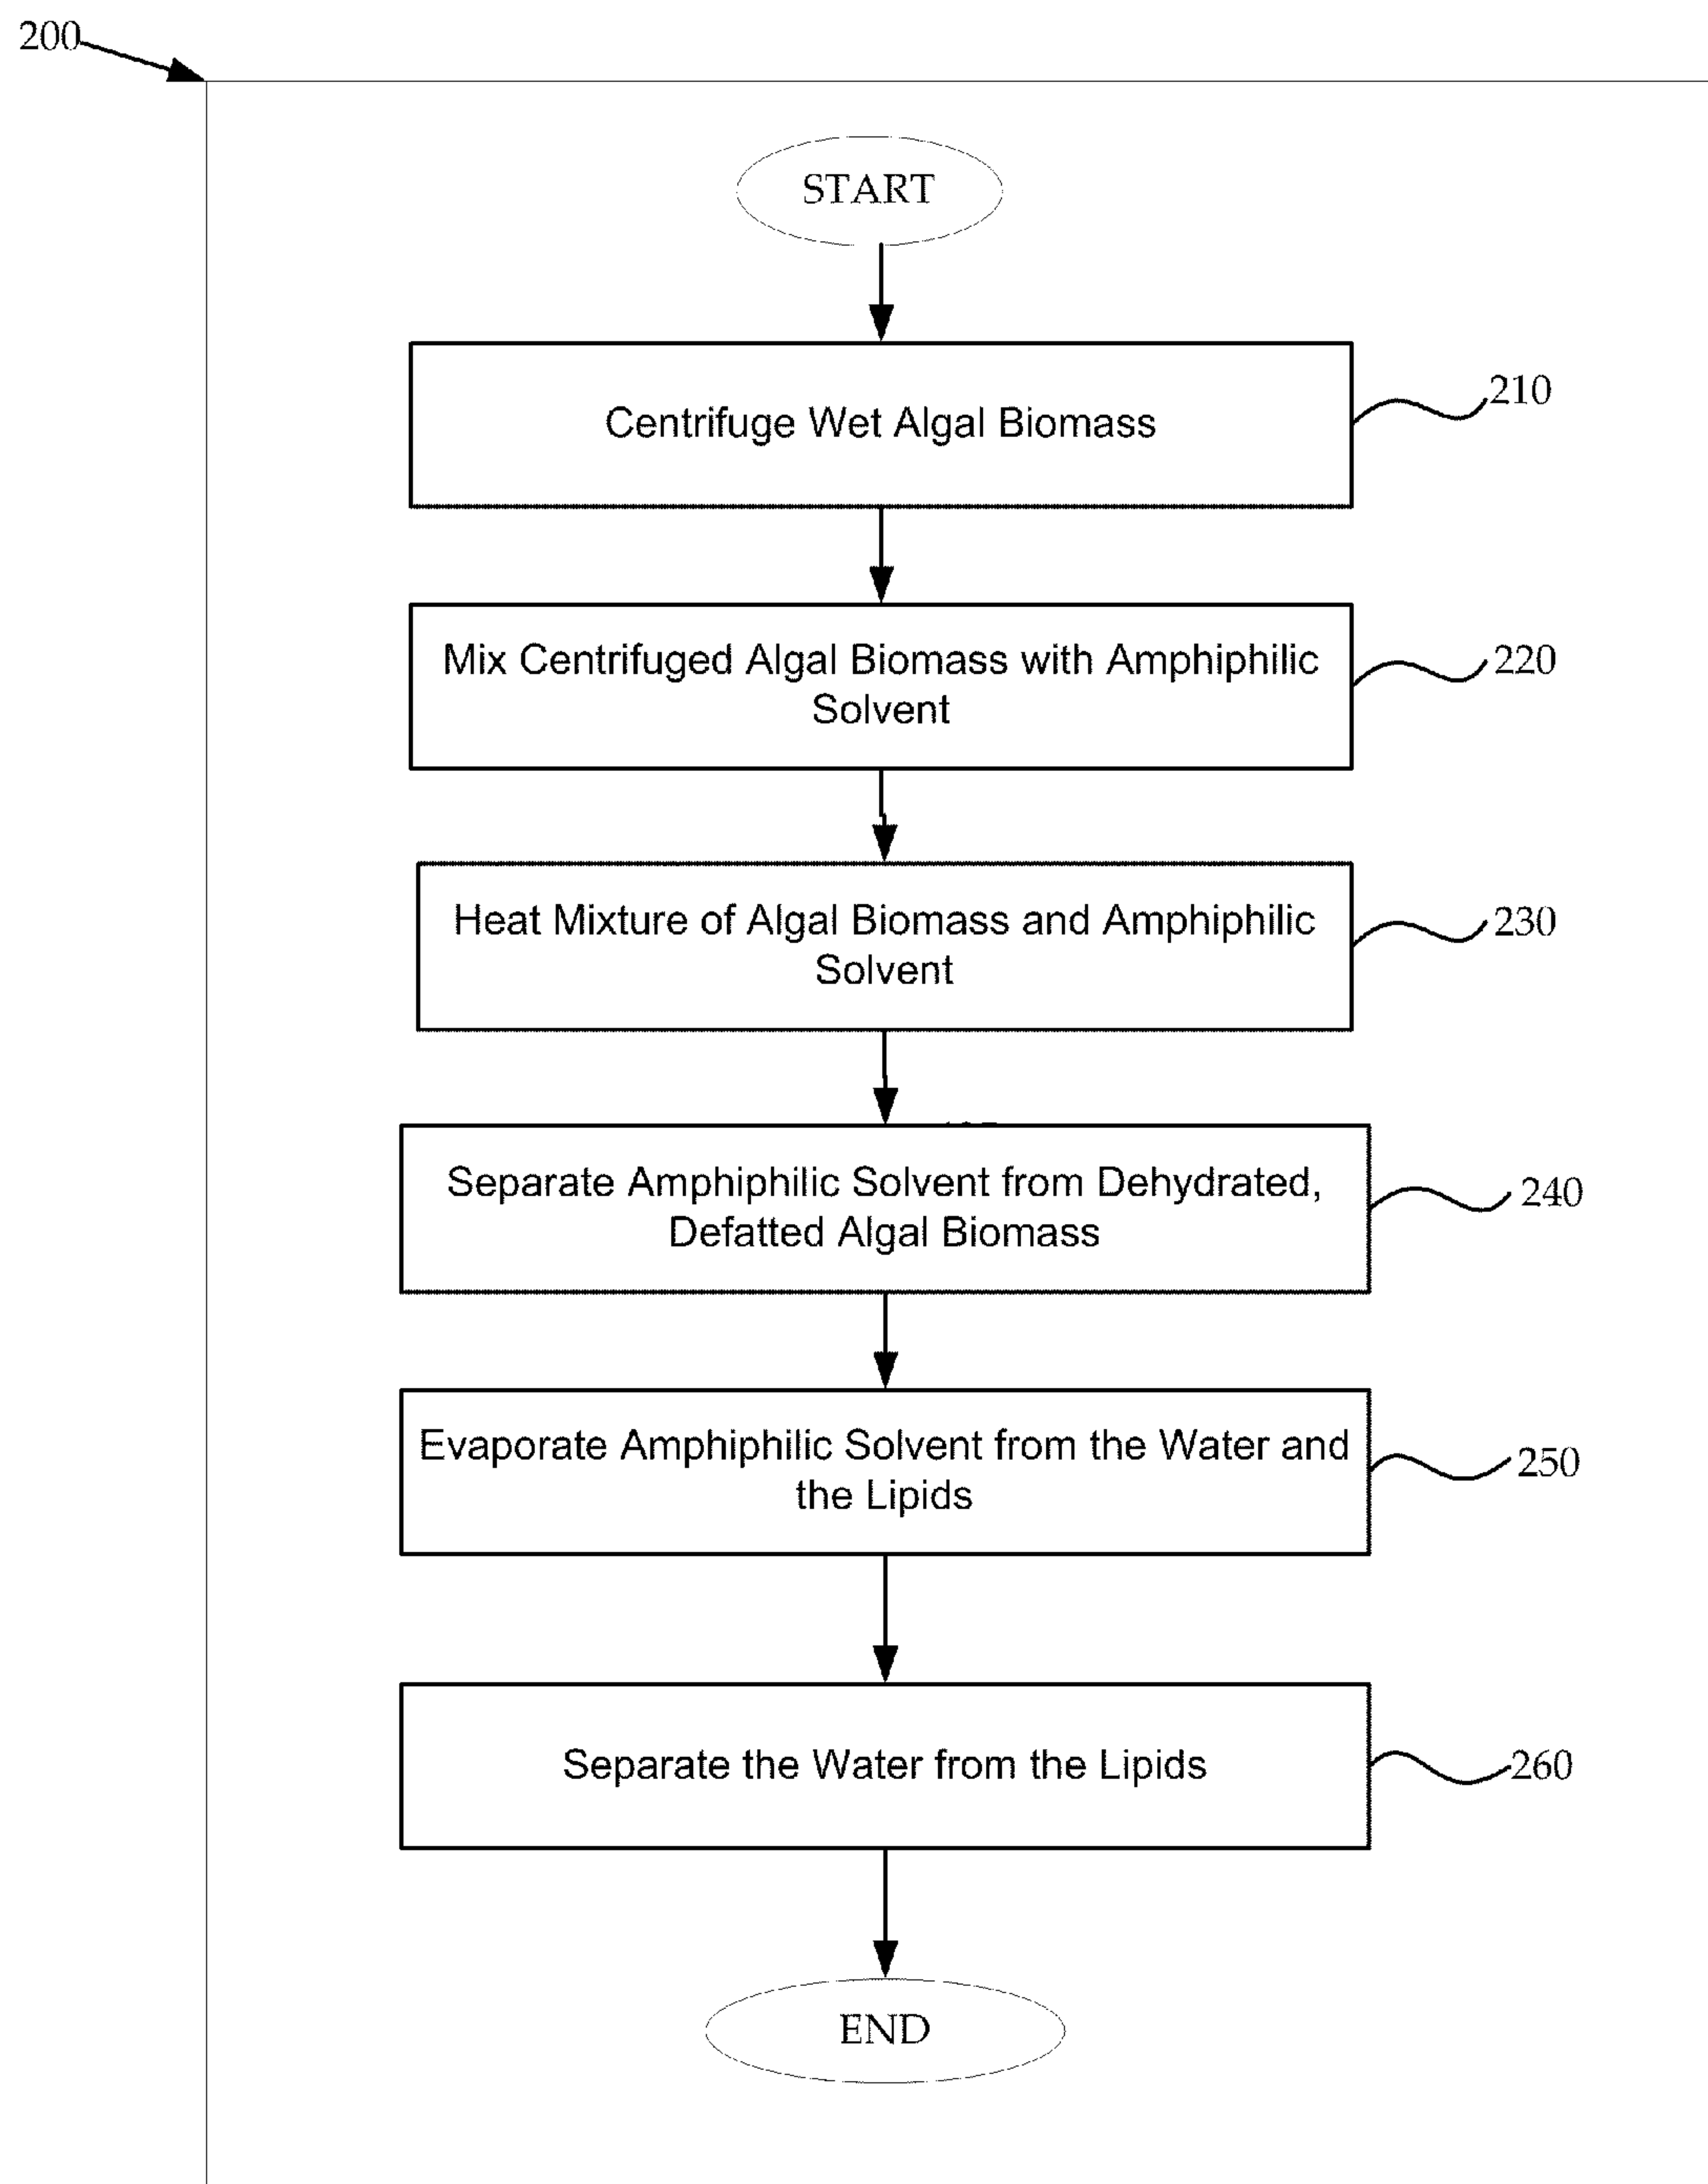 200
START
Centrifuge Wet Algal Biomass
210
Mix Centrifuged Algal Biomass with Amphiphilic
Solvent
220
Heat Mixture of Algal Biomass and Amphiphilic
Solvent
230
Separate Amphiphilic Solvent from Dehydrated,
Defatted Algal Biomass
240
Evaporate Amphiphilic Solvent from the Water and
the Lipids
250
Separate the Water from the Lipids
260
END